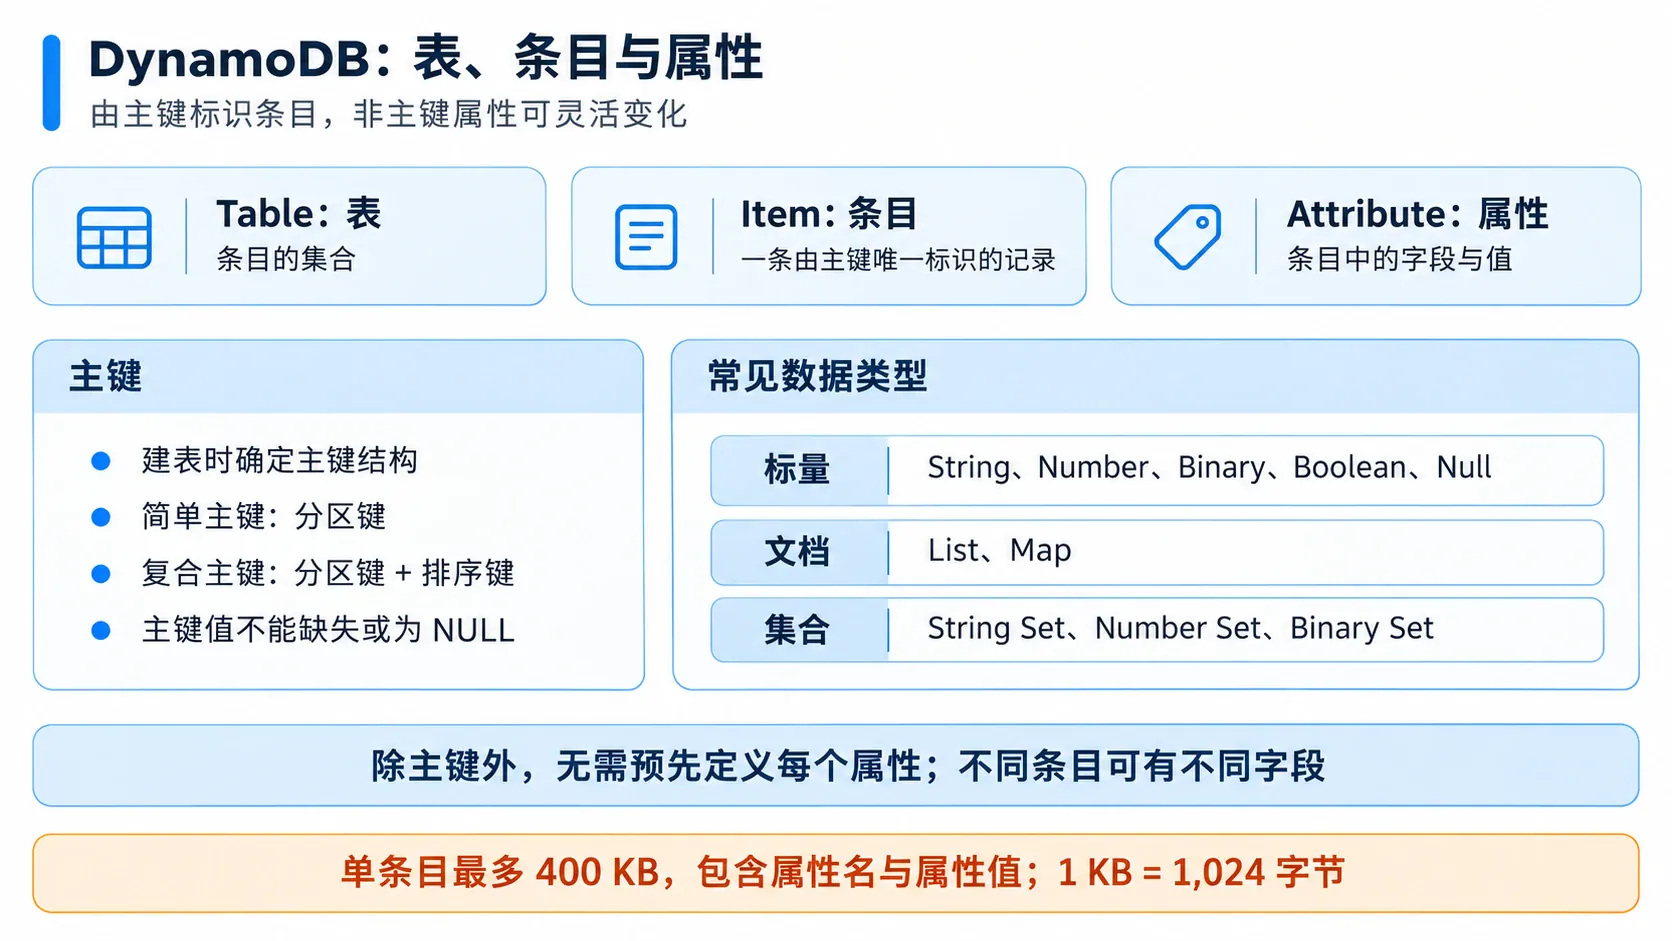 DynamoDB：表、条目与属性
由主键标识条目，非主键属性可灵活变化
Table：表
条目的集合
Item：条目
一条由主键唯一标识的记录
Attribute：属性
条目中的字段与值
主键
建表时确定主键结构
简单主键：分区键
复合主键：分区键 + 排序键
主键值不能缺失或为 NULL
常见数据类型
标量
String、Number、Binary、Boolean、Null
文档
List、Map
集合
String Set、Number Set、Binary Set
除主键外，无需预先定义每个属性；不同条目可有不同字段
单条目最多 400 KB，包含属性名与属性值；1 KB = 1,024 字节